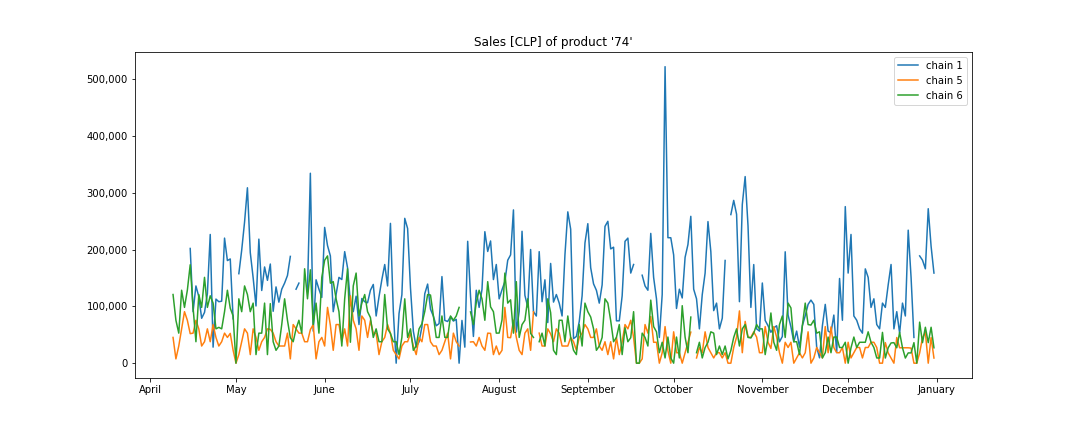 Sales [CLP] of product '74'
chain 1
chain 5
chain 6
500,000
400,000
300,000
200,000
100,000
0
April May June July August September October November December January